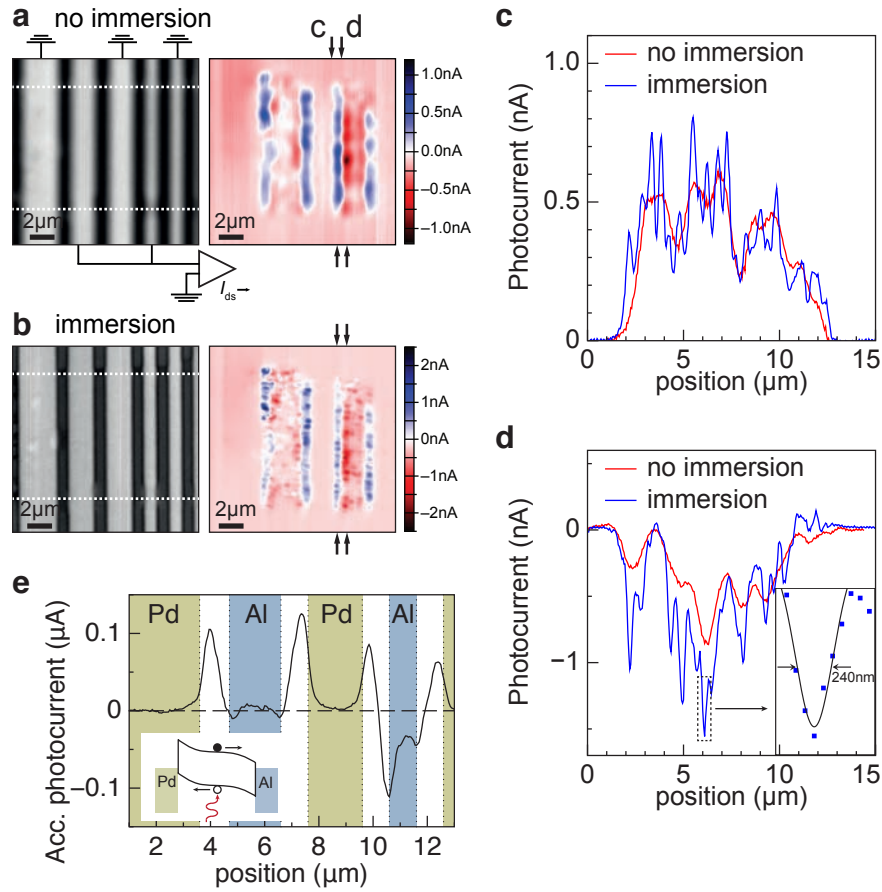 a no immersion
c d
2μm
2μm
1.0nA
0.5nA
0.0nA
−0.5nA
−1.0nA
Ids
b immersion
2μm
2μm
2nA
1nA
0nA
−1nA
−2nA
c
no immersion
immersion
Photocurrent (nA)
1.0
0.5
0
0 5 10 15
position (μm)
d
no immersion
immersion
Photocurrent (nA)
0
−1
240nm
0 5 10 15
position (μm)
e
Pd Al Pd Al
Acc. photocurrent (μA)
0.1
0
-0.1
Pd Al
2 4 6 8 10 12
position (μm)